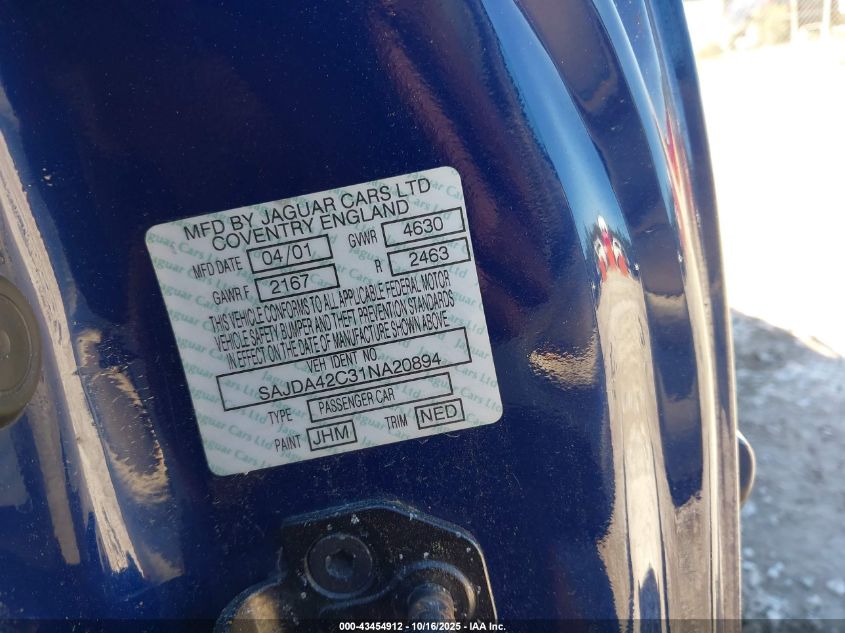 MFD BY JAGUAR CARS LTD
COVENTRY ENGLAND
MFD DATE 04/01 GVWR 4630
GAWR F 2167 R 2463
THIS VEHICLE CONFORMS TO ALL APPLICABLE FEDERAL MOTOR
VEHICLE SAFETY BUMPER AND THEFT PREVENTION STANDARDS
IN EFFECT ON THE DATE OF MANUFACTURE SHOWN ABOVE
VEH IDENT NO
SAJDA42C31NA20894
TYPE PASSENGER CAR
PAINT JHM TRIM NED
000-43454912 - 10/16/2025 - IAA Inc.